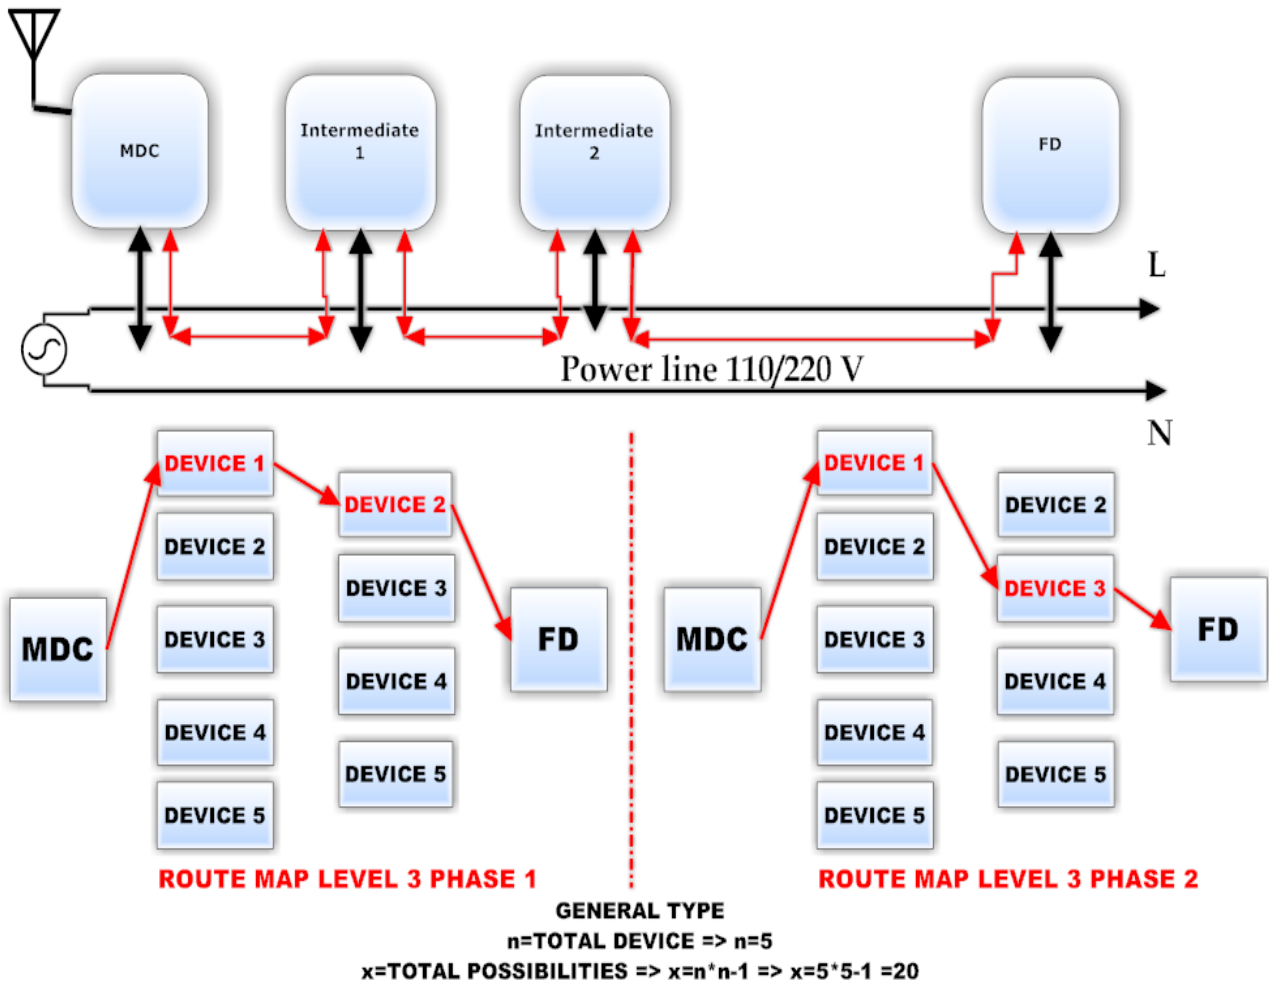 MDC
Intermediate
1
Intermediate
2
FD
L
Power line 110/220 V
N
DEVICE 1
DEVICE 2
DEVICE 3
DEVICE 4
DEVICE 5
DEVICE 2
DEVICE 3
DEVICE 4
DEVICE 5
MDC
FD
ROUTE MAP LEVEL 3 PHASE 1
MDC
DEVICE 1
DEVICE 2
DEVICE 3
DEVICE 4
DEVICE 5
DEVICE 2
DEVICE 3
DEVICE 4
DEVICE 5
FD
ROUTE MAP LEVEL 3 PHASE 2
GENERAL TYPE
n=TOTAL DEVICE => n=5
x=TOTAL POSSIBILITIES => x=n*n-1 => x=5*5-1 =20